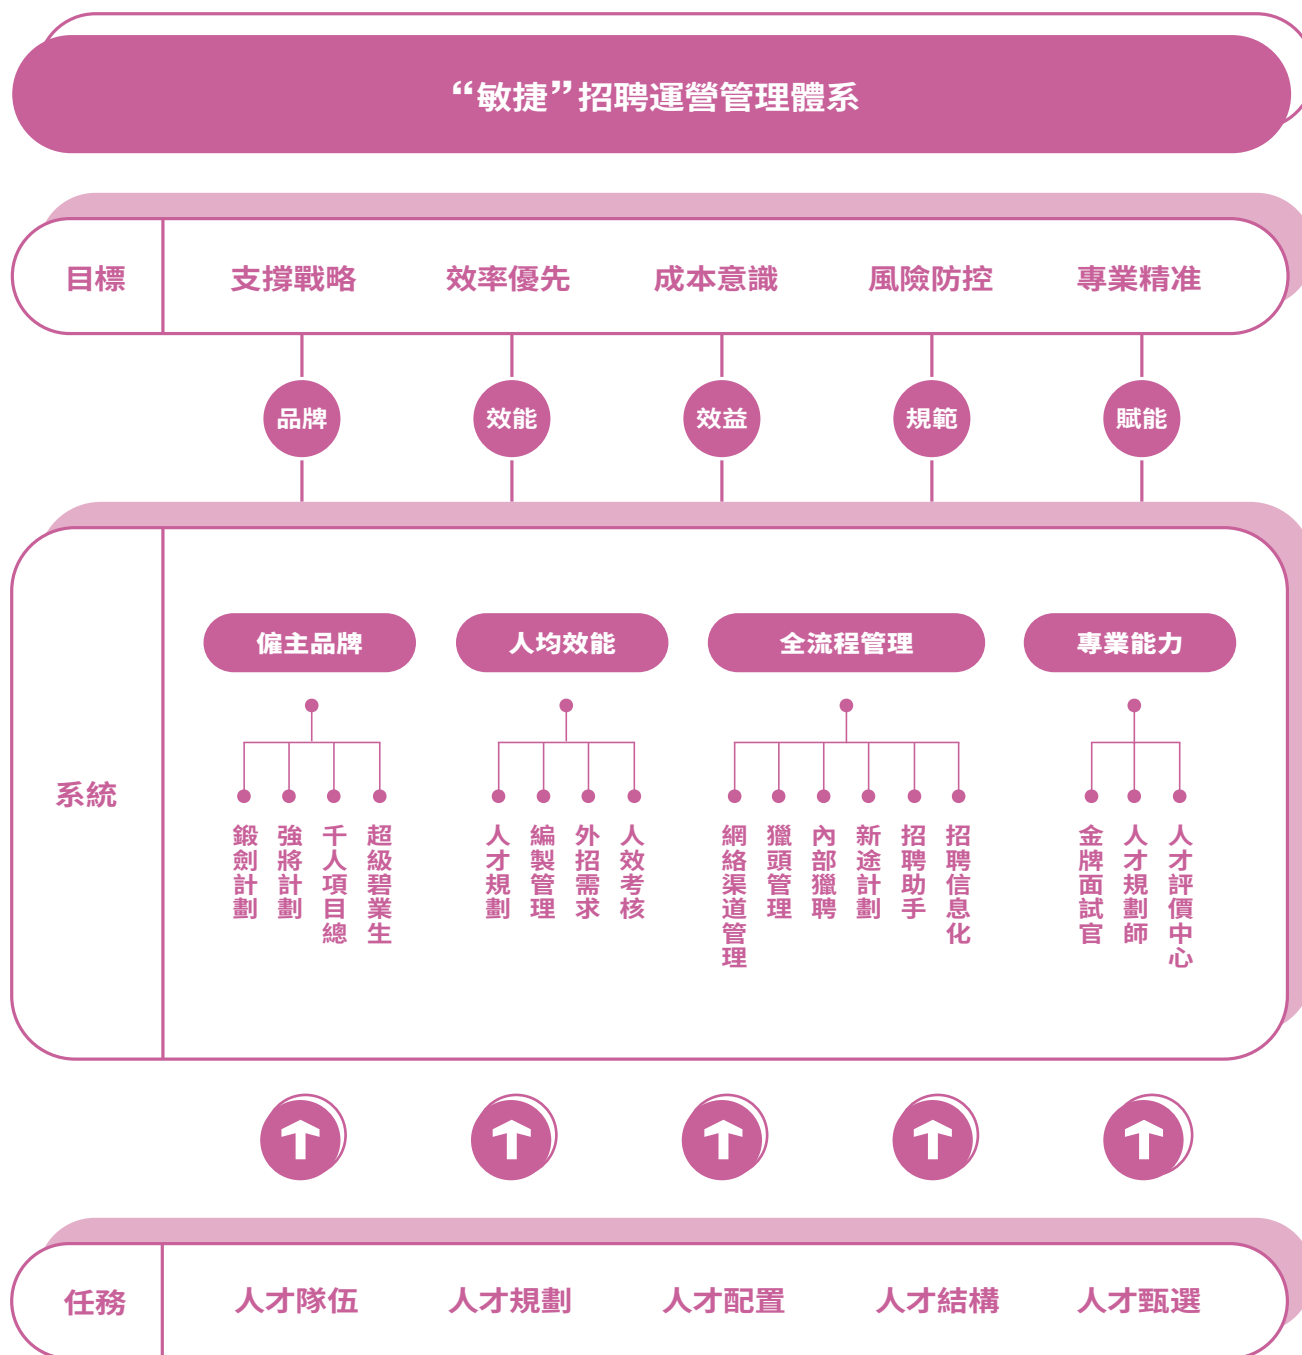 “敏捷”招聘運營管理體系
目標
支撐戰略
效率優先
成本意識
風險防控
專業精准
品牌
效能
效益
規範
賦能
系統
僱主品牌
人均效能
全流程管理
專業能力
鍛劍計劃
強將計劃
千人項目總
超級碧業生
人才規劃
編製管理
外招需求
人效考核
網絡渠道管理
獵頭管理
內部獵聘
新途計劃
招聘助手
招聘信息化
金牌面試官
人才規劃師
人才評價中心
任務
人才隊伍
人才規劃
人才配置
人才結構
人才甄選